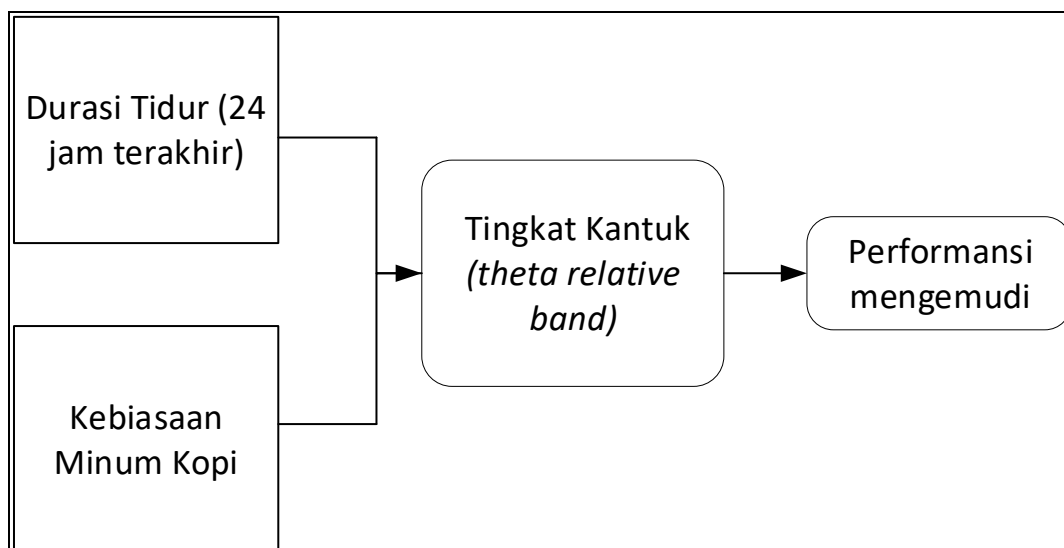 Durasi Tidur (24
jam terakhir)
Kebiasaan
Minum Kopi
Tingkat Kantuk
(theta relative
band)
Performansi
mengemudi